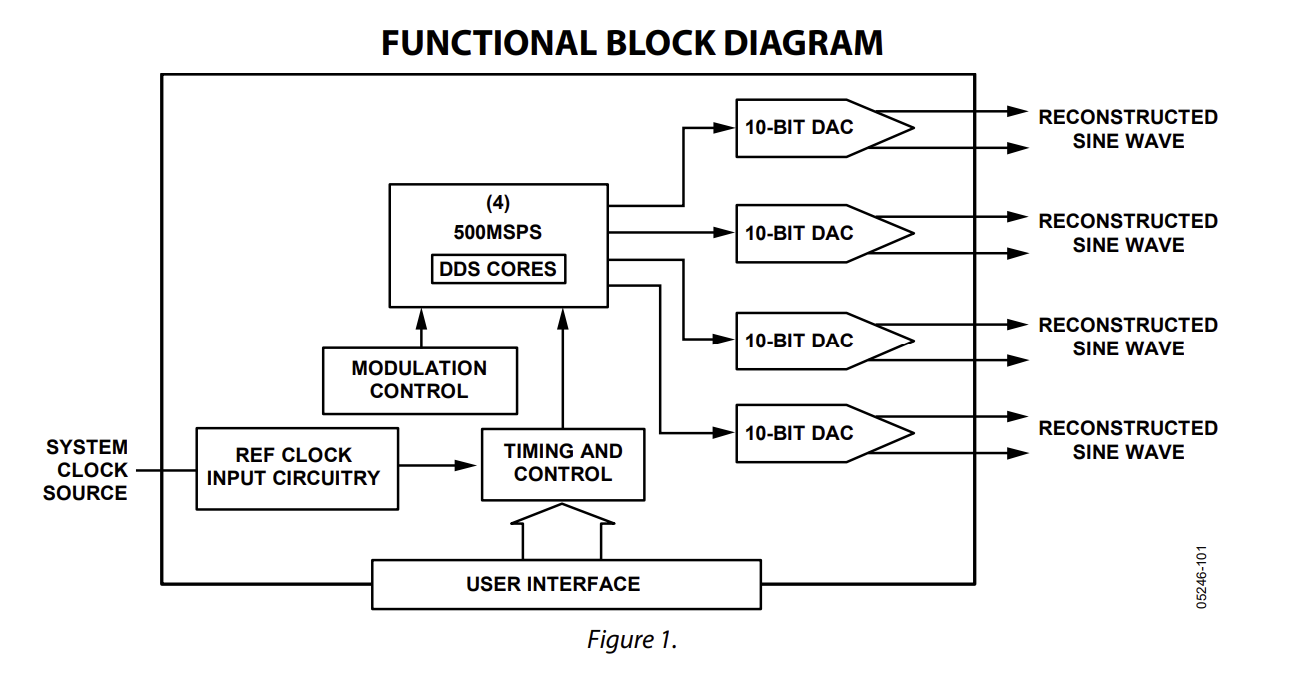 FUNCTIONAL BLOCK DIAGRAM
10-BIT DAC
RECONSTRUCTED
SINE WAVE
(4)
500MSPS
DDS CORES
10-BIT DAC
RECONSTRUCTED
SINE WAVE
10-BIT DAC
RECONSTRUCTED
SINE WAVE
MODULATION
CONTROL
10-BIT DAC
RECONSTRUCTED
SINE WAVE
SYSTEM
CLOCK
SOURCE
REF CLOCK
INPUT CIRCUITRY
TIMING AND
CONTROL
USER INTERFACE
05246-101
Figure 1.